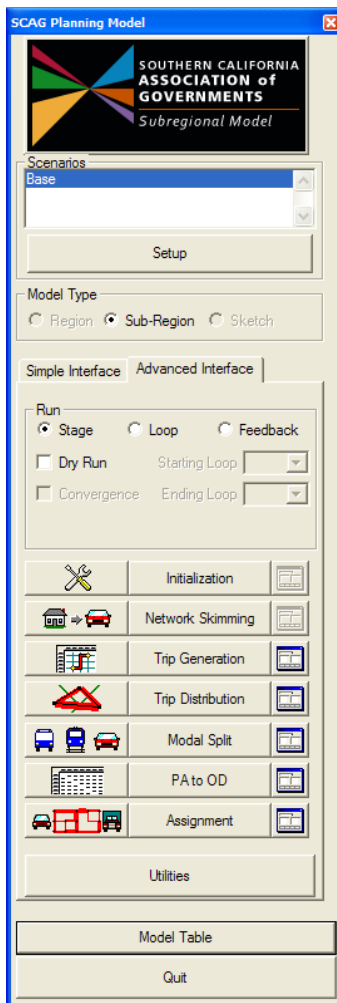 SCAG Planning Model
SOUTHERN CALIFORNIA
ASSOCIATION of
GOVERNMENTS
Subregional Model
Scenarios
Base
Setup
Model Type
Region Sub-Region Sketch
Simple Interface Advanced Interface
Run
Stage Loop Feedback
Dry Run Starting Loop
Convergence Ending Loop
Initialization
Network Skimming
Trip Generation
Trip Distribution
Modal Split
PA to OD
Assignment
Utilities
Model Table
Quit